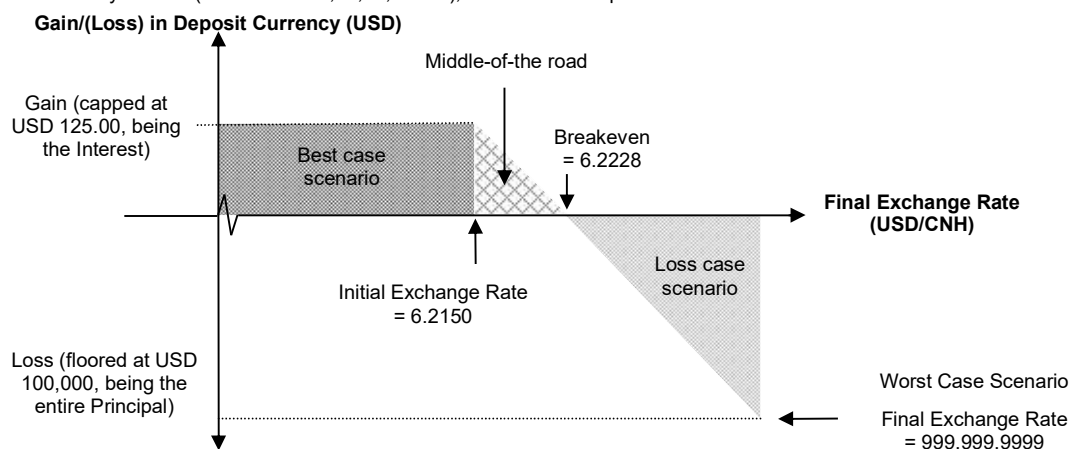 Gain/(Loss) in Deposit Currency (USD)
Middle-of-the road
Gain (capped at
USD 125.00, being
the Interest)
Best case
scenario
Breakeven
= 6.2228
Final Exchange Rate
(USD/CNH)
Loss case
scenario
Initial Exchange Rate
= 6.2150
Loss (floored at USD
100,000, being the
entire Principal)
Worst Case Scenario
Final Exchange Rate
= 999,999.9999